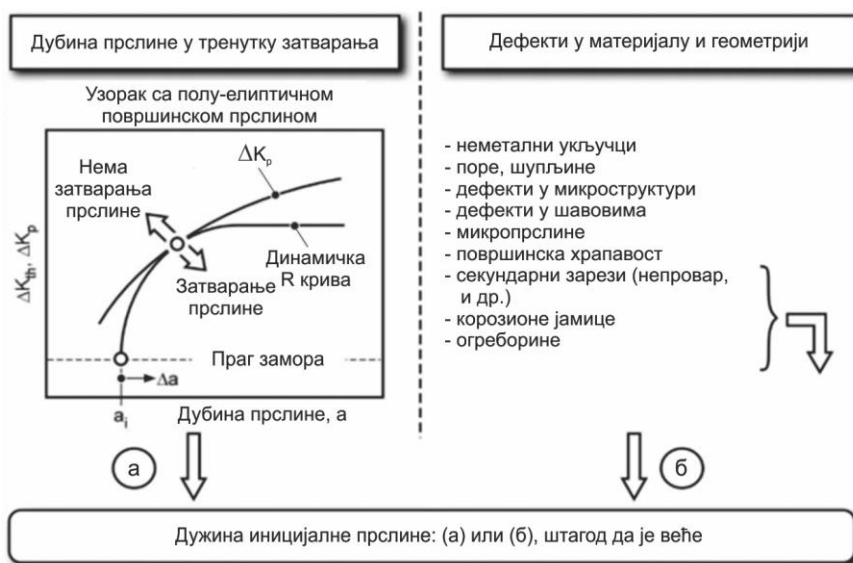 Дубина прслине у тренутку затварања
Узорак са полу-елиптичном
површинском прслином
ΔKth, ΔKp
ΔKp
Нема
затварања
прслине
Динамичка
R крива
Затварање
прслине
Праг замора
Δa
ai
Дубина прслине, а
Дефекти у материјалу и геометрији
- неметални укључци
- поре, шупљине
- дефекти у микроструктури
- дефекти у шавовима
- микропрслине
- површинска храпавост
- секундарни зарези (непровар,
и др.)
- корозионе јамице
- огреборине
а
б
Дужина иницијалне прслине: (а) или (б), штагод да је веће